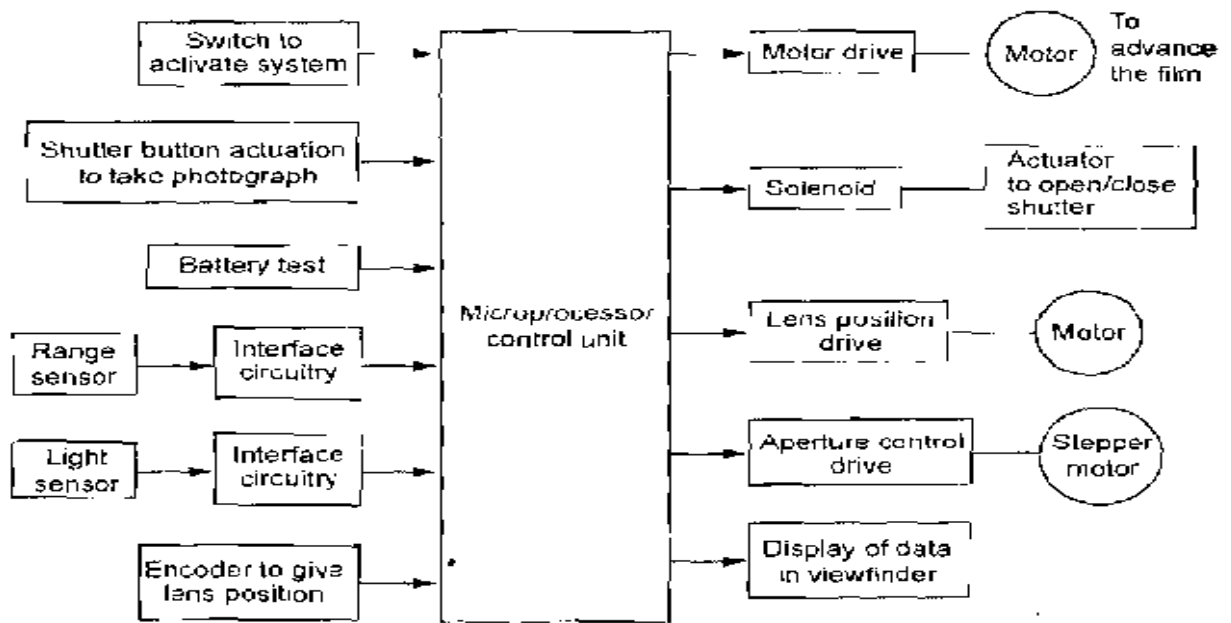 Switch to
activate system
Motor drive
Motor
To
advance
the film
Shutter button actuation
to take photograph
Solenoid
Actuator
to open/close
shutter
Battery test
Microprocessor
control unit
Range
sensor
Interface
circuitry
Lens position
drive
Motor
Light
sensor
Interface
circuitry
Aperture control
drive
Stepper
motor
Encoder to give
lens position
Display of data
in viewfinder